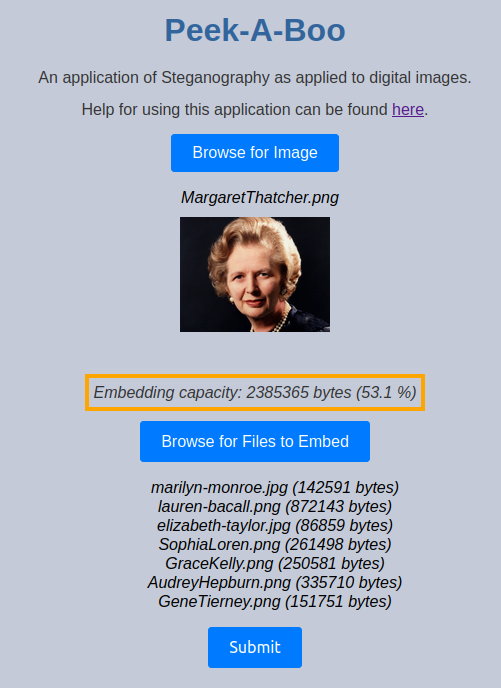 Peek-A-Boo
An application of Steganography as applied to digital images.
Help for using this application can be found here.
Browse for Image
MargaretThatcher.png
Embedding capacity: 2385365 bytes (53.1 %)
Browse for Files to Embed
marilyn-monroe.jpg (142591 bytes)
lauren-bacall.png (872143 bytes)
elizabeth-taylor.jpg (86859 bytes)
SophiaLoren.png (261498 bytes)
GraceKelly.png (250581 bytes)
AudreyHepburn.png (335710 bytes)
GeneTierney.png (151751 bytes)
Submit